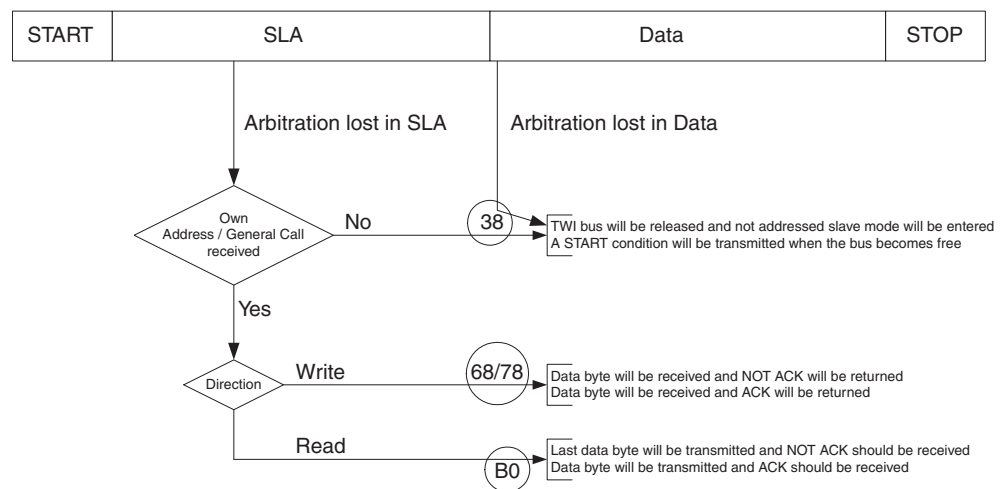 START SLA Data STOP
Arbitration lost in SLA Arbitration lost in Data
Own
Address / General Call
received
No
38
TWI bus will be released and not addressed slave mode will be entered
A START condition will be transmitted when the bus becomes free
Yes
Direction
Write
68/78
Data byte will be received and NOT ACK will be returned
Data byte will be received and ACK will be returned
Read
B0
Last data byte will be transmitted and NOT ACK should be received
Data byte will be transmitted and ACK should be received